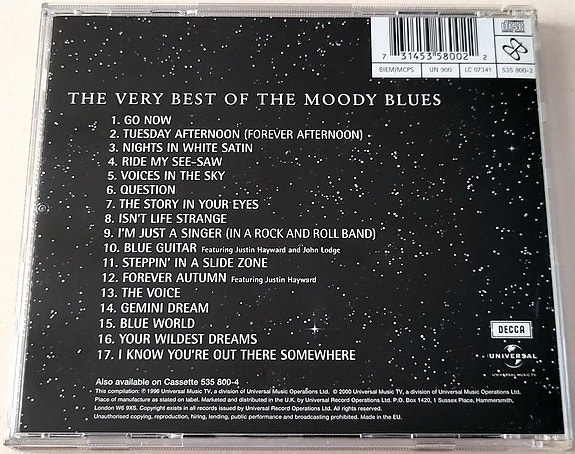 7 31453 58002 2
BIEM/MCPS UN 900 LC 07341 535 800-2
THE VERY BEST OF THE MOODY BLUES
1. GO NOW
2. TUESDAY AFTERNOON (FOREVER AFTERNOON)
3. NIGHTS IN WHITE SATIN
4. RIDE MY SEE-SAW
5. VOICES IN THE SKY
6. QUESTION
7. THE STORY IN YOUR EYES
8. ISN'T LIFE STRANGE
9. I'M JUST A SINGER (IN A ROCK AND ROLL BAND)
10. BLUE GUITAR Featuring Justin Hayward and John Lodge
11. STEPPIN' IN A SLIDE ZONE
12. FOREVER AUTUMN Featuring Justin Hayward
13. THE VOICE
14. GEMINI DREAM
15. BLUE WORLD
16. YOUR WILDEST DREAMS
17. I KNOW YOU'RE OUT THERE SOMEWHERE
DECCA
UNIVERSAL
UNIVERSAL MUSIC TV
Also available on Cassette 535 800-4
This compilation: ℗ 1996 Universal Music TV, a division of Universal Music Operations Ltd. © 2000 Universal Music TV, a division of Universal Music Operations Ltd.
Place of manufacture as stated on label. Marketed and distributed in the U.K. by Universal Record Operations Ltd. P.O. Box 1420, 1 Sussex Place, Hammersmith,
London W6 9XS. Copyright exists in all records issued by Universal Record Operations Ltd. All rights reserved.
Unauthorised copying, reproduction, hiring, lending, public performance and broadcasting prohibited. Made in the EU.